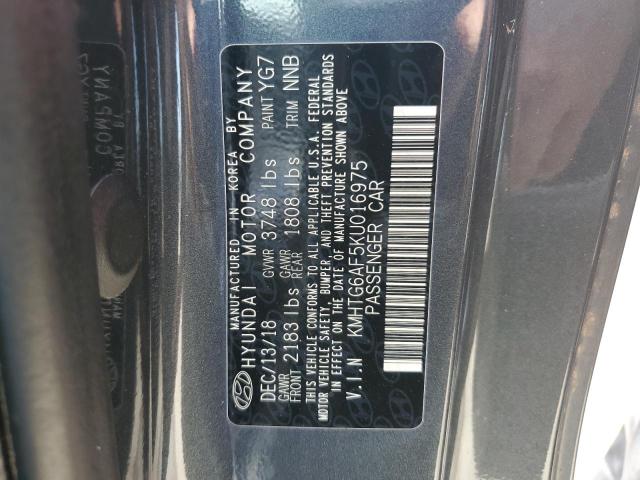 MANUFACTURED IN KOREA BY
HYUNDAI MOTOR COMPANY
DEC/13/18 GVWR 3748 lbs PAINT YG7
GAWR FRONT 2183 lbs GAWR REAR 1808 lbs TRIM NNB
THIS VEHICLE CONFORMS TO ALL APPLICABLE U.S.A. FEDERAL
MOTOR VEHICLE SAFETY, BUMPER, AND THEFT PREVENTION STANDARDS
IN EFFECT ON THE DATE OF MANUFACTURE SHOWN ABOVE
V.I.N KMHTG6AF5KU016975
PASSENGER CAR